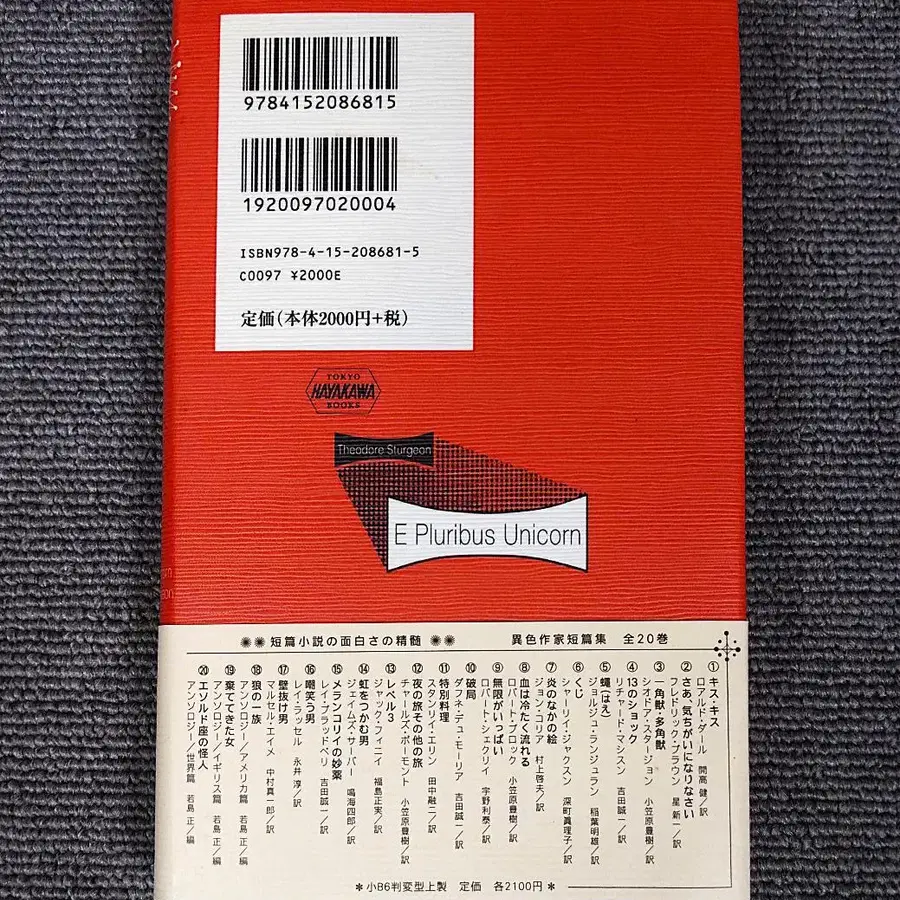 9784152086815
1920097020004
ISBN978-4-15-208681-5
C0097 ¥2000E
定価(本体2000円+税)
TOKYO
HAYAKAWA
BOOKS
Theodore Sturgeon
E Pluribus Unicorn
短篇小説の面白さの精髄 異色作家短篇集 全20巻
① キス・キス
ロアルド・ダール 開高 健/訳
② さあ、気ちがいになりなさい
フレドリック・ブラウン 星 新一/訳
③ 一角獣・多角獣
シオドア・スタージョン 小笠原豊樹/訳
④ 13のショック
リチャード・マシスン 吉田誠一/訳
⑤ 蠅(はえ)
ジョルジュ・ランジュラン 稲葉明雄/訳
⑥ くじ
シャーリイ・ジャクスン 深町眞理子/訳
⑦ 炎のなかの絵
ジョン・コリア 村上啓夫/訳
⑧ 血は冷たく流れる
ロバート・ブロック 小笠原豊樹/訳
⑨ 無限がいっぱい
ロバート・シェクリイ 宇野利泰/訳
⑩ 破局
ダフネ・デュ・モーリア 吉田誠一/訳
⑪ 特別料理
スタンリイ・エリン 田中融二/訳
⑫ 夜の旅その他の旅
チャールズ・ボーモント 小笠原豊樹/訳
⑬ レベル3
ジャック・フィニイ 福島正実/訳
⑭ 虹をつかむ男
ジェイムズ・サーバー 鳴海四郎/訳
⑮ メランコリイの妙薬
レイ・ブラッドベリ 吉田誠一/訳
⑯ 嘲笑う男
レイ・ラッセル 永井 淳/訳
⑰ 壁抜け男
マルセル・エイメ 中村真一郎/訳
⑱ 狼の一族
アンソロジー/アメリカ篇 若島 正/編
⑲ 棄ててきた女
アンソロジー/イギリス篇 若島 正/編
⑳ エソルド座の怪人
アンソロジー/世界篇 若島 正/編
*小B6判変型上製 定価 各2100円*